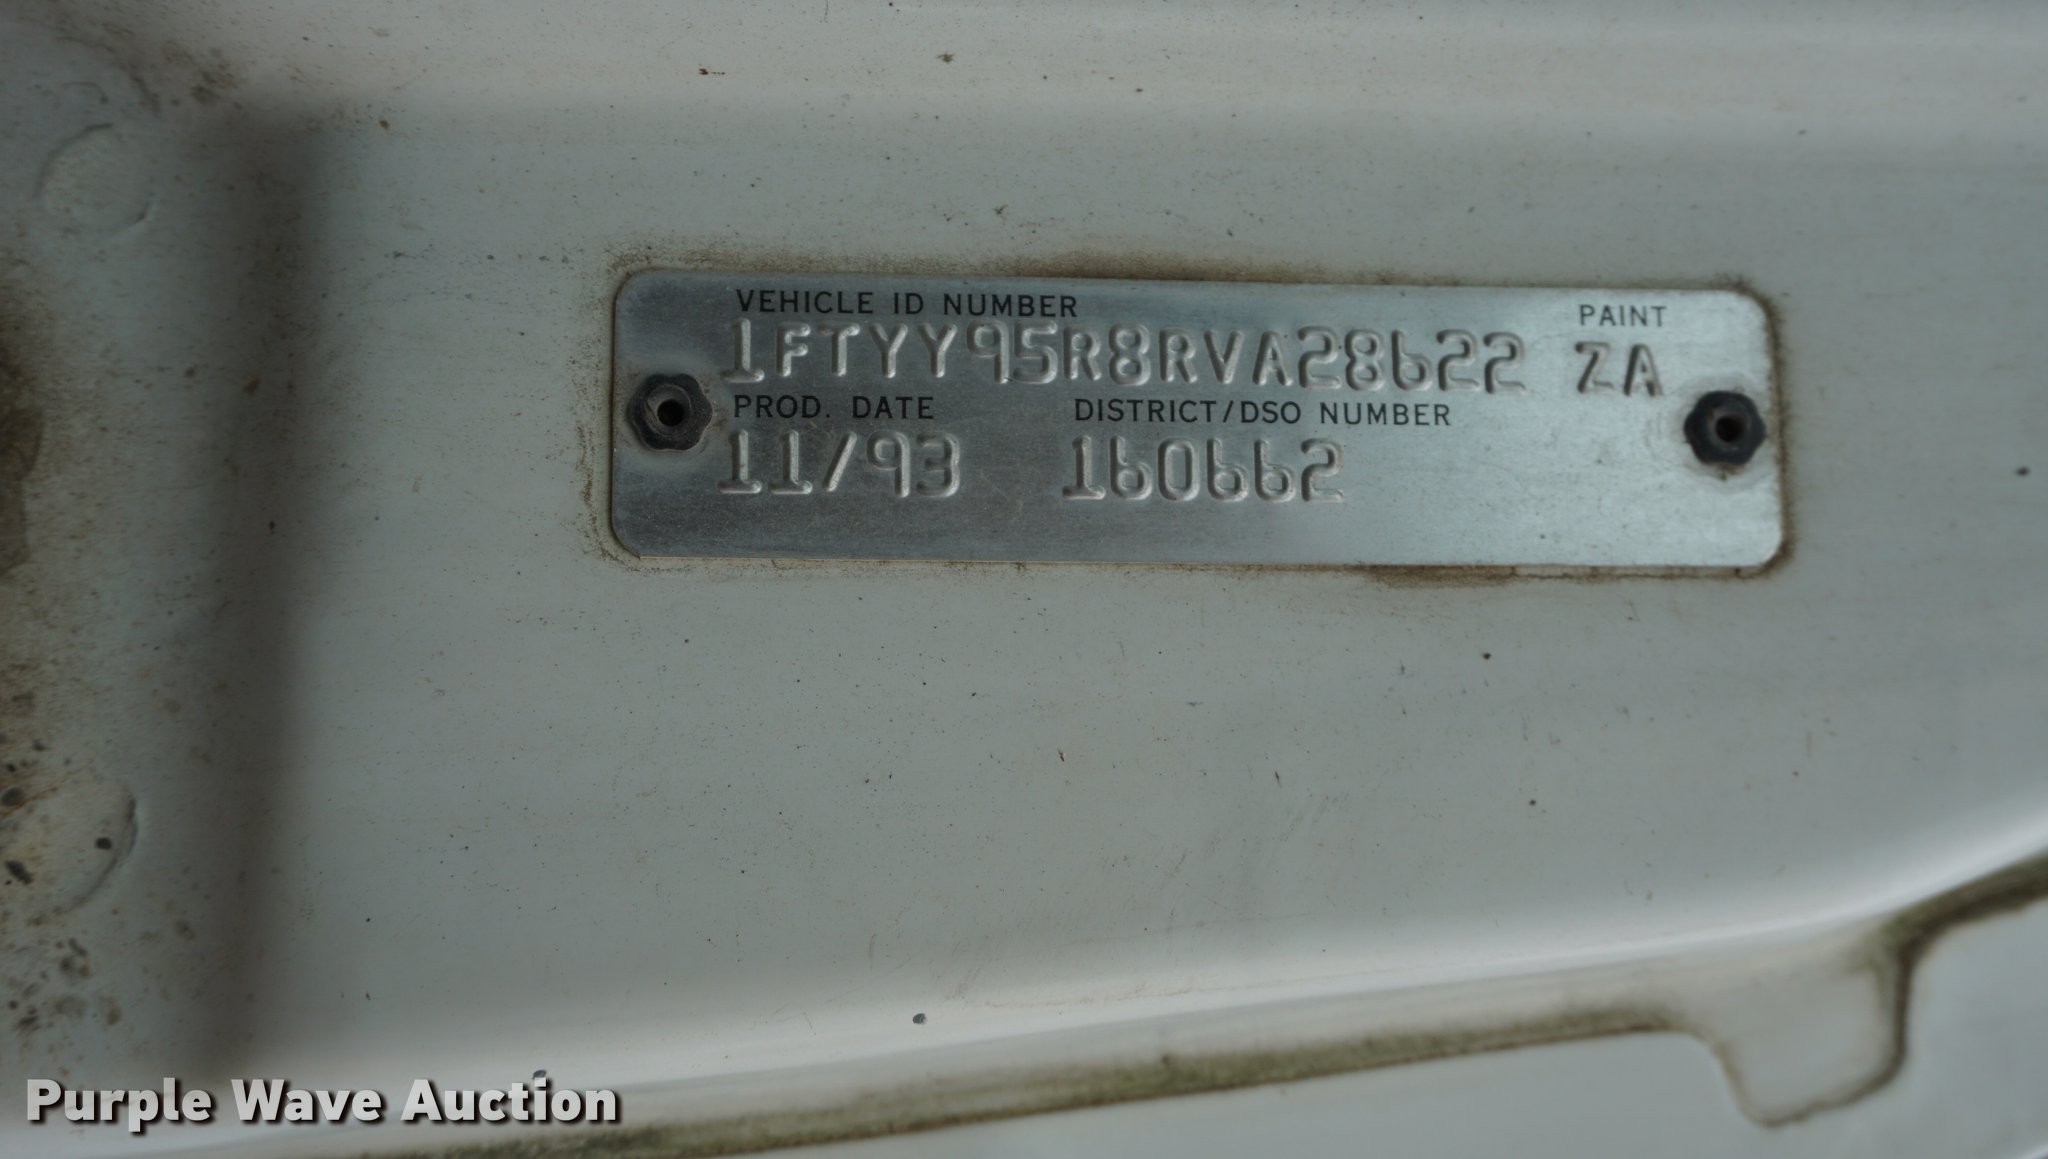 VEHICLE ID NUMBER PAINT
1FTYY95R8RVA28622 ZA
PROD. DATE DISTRICT/DSO NUMBER
11/93 160662
Purple Wave Auction